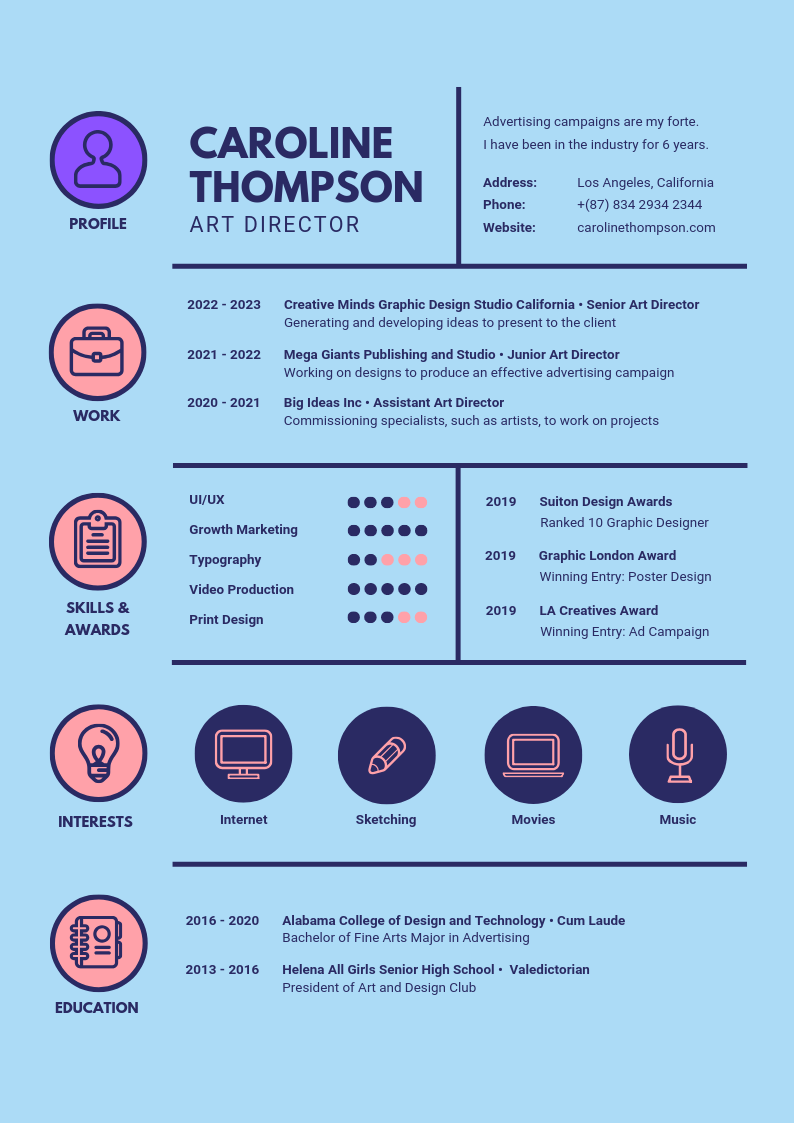 PROFILE
CAROLINE
THOMPSON
ART DIRECTOR
Advertising campaigns are my forte.
I have been in the industry for 6 years.
Address: Los Angeles, California
Phone: +(87) 834 2934 2344
Website: carolinethompson.com
WORK
2022 - 2023 Creative Minds Graphic Design Studio California • Senior Art Director
Generating and developing ideas to present to the client
2021 - 2022 Mega Giants Publishing and Studio • Junior Art Director
Working on designs to produce an effective advertising campaign
2020 - 2021 Big Ideas Inc • Assistant Art Director
Commissioning specialists, such as artists, to work on projects
SKILLS &
AWARDS
UI/UX
Growth Marketing
Typography
Video Production
Print Design
2019 Suiton Design Awards
Ranked 10 Graphic Designer
2019 Graphic London Award
Winning Entry: Poster Design
2019 LA Creatives Award
Winning Entry: Ad Campaign
INTERESTS
Internet
Sketching
Movies
Music
EDUCATION
2016 - 2020 Alabama College of Design and Technology • Cum Laude
Bachelor of Fine Arts Major in Advertising
2013 - 2016 Helena All Girls Senior High School • Valedictorian
President of Art and Design Club